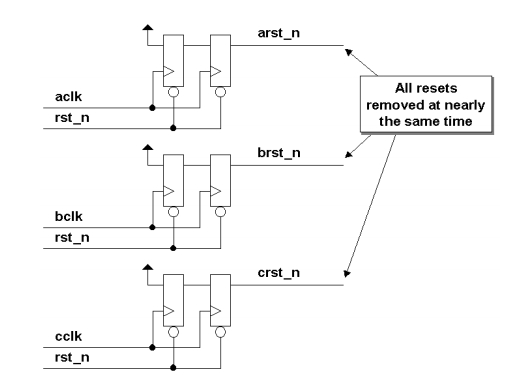 arst_n
aclk
rst_n
All resets
removed at nearly
the same time
brst_n
bclk
rst_n
crst_n
cclk
rst_n